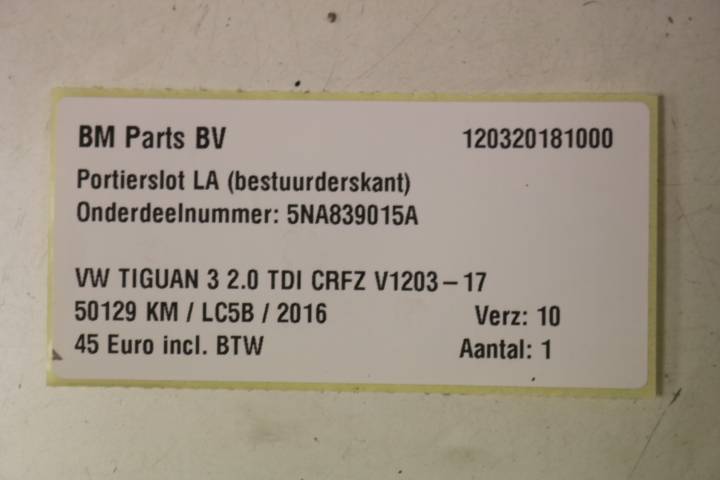 BM Parts BV 120320181000
Portierslot LA (bestuurderskant)
Onderdeelnummer: 5NA839015A
VW TIGUAN 3 2.0 TDI CRFZ V1203-17
50129 KM / LC5B / 2016 Verz: 10
45 Euro incl. BTW Aantal: 1